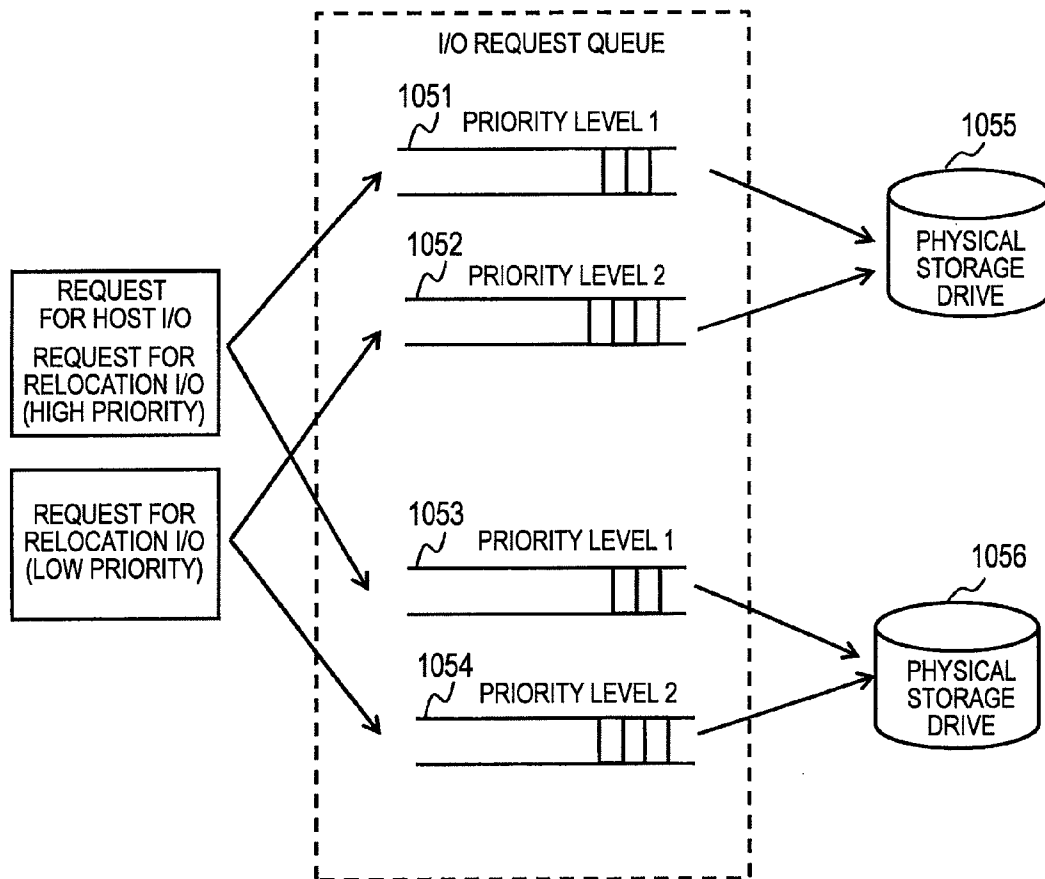 I/O REQUEST QUEUE
1051
PRIORITY LEVEL 1
1055
PHYSICAL
STORAGE
DRIVE
1052
PRIORITY LEVEL 2
REQUEST
FOR HOST I/O
REQUEST FOR
RELOCATION I/O
(HIGH PRIORITY)
REQUEST FOR
RELOCATION I/O
(LOW PRIORITY)
1053
PRIORITY LEVEL 1
1056
PHYSICAL
STORAGE
DRIVE
1054
PRIORITY LEVEL 2